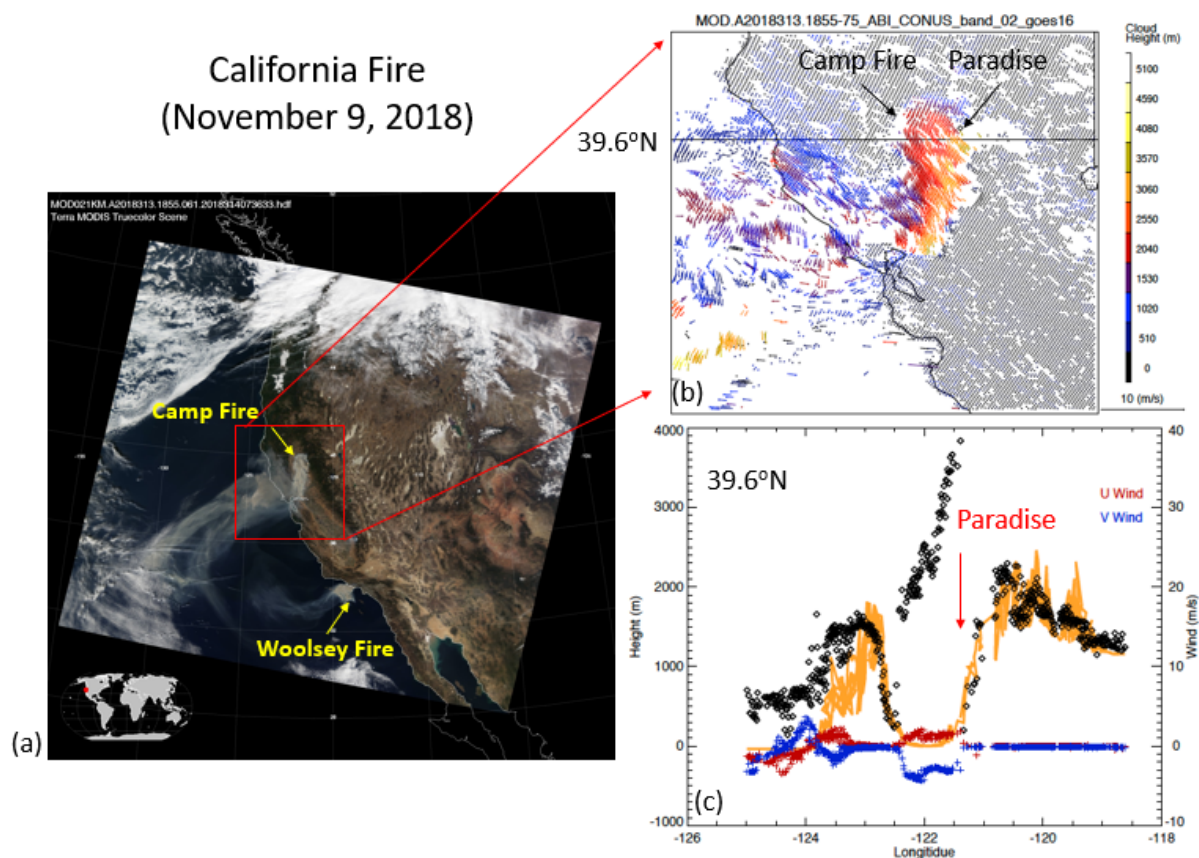 California Fire
(November 9, 2018)
MOD021KM.A2018313.1855.061.2018314073633.hdf
Terra MODIS Truecolor Scene
Camp Fire
Woolsey Fire
(a)
MOD.A2018313.1855-75_ABI_CONUS_band_02_goes16
Cloud
Height (m)
Camp Fire
Paradise
39.6°N
5100
4590
4080
3570
3060
2550
2040
1530
1020
510
0
10 (m/s)
(b)
39.6°N
U Wind
V Wind
Paradise
4000
3000
2000
1000
0
-1000
Height (m)
40
30
20
10
0
-10
Wind (m/s)
(c)
-126
-124
-122
-120
-118
Longitidue